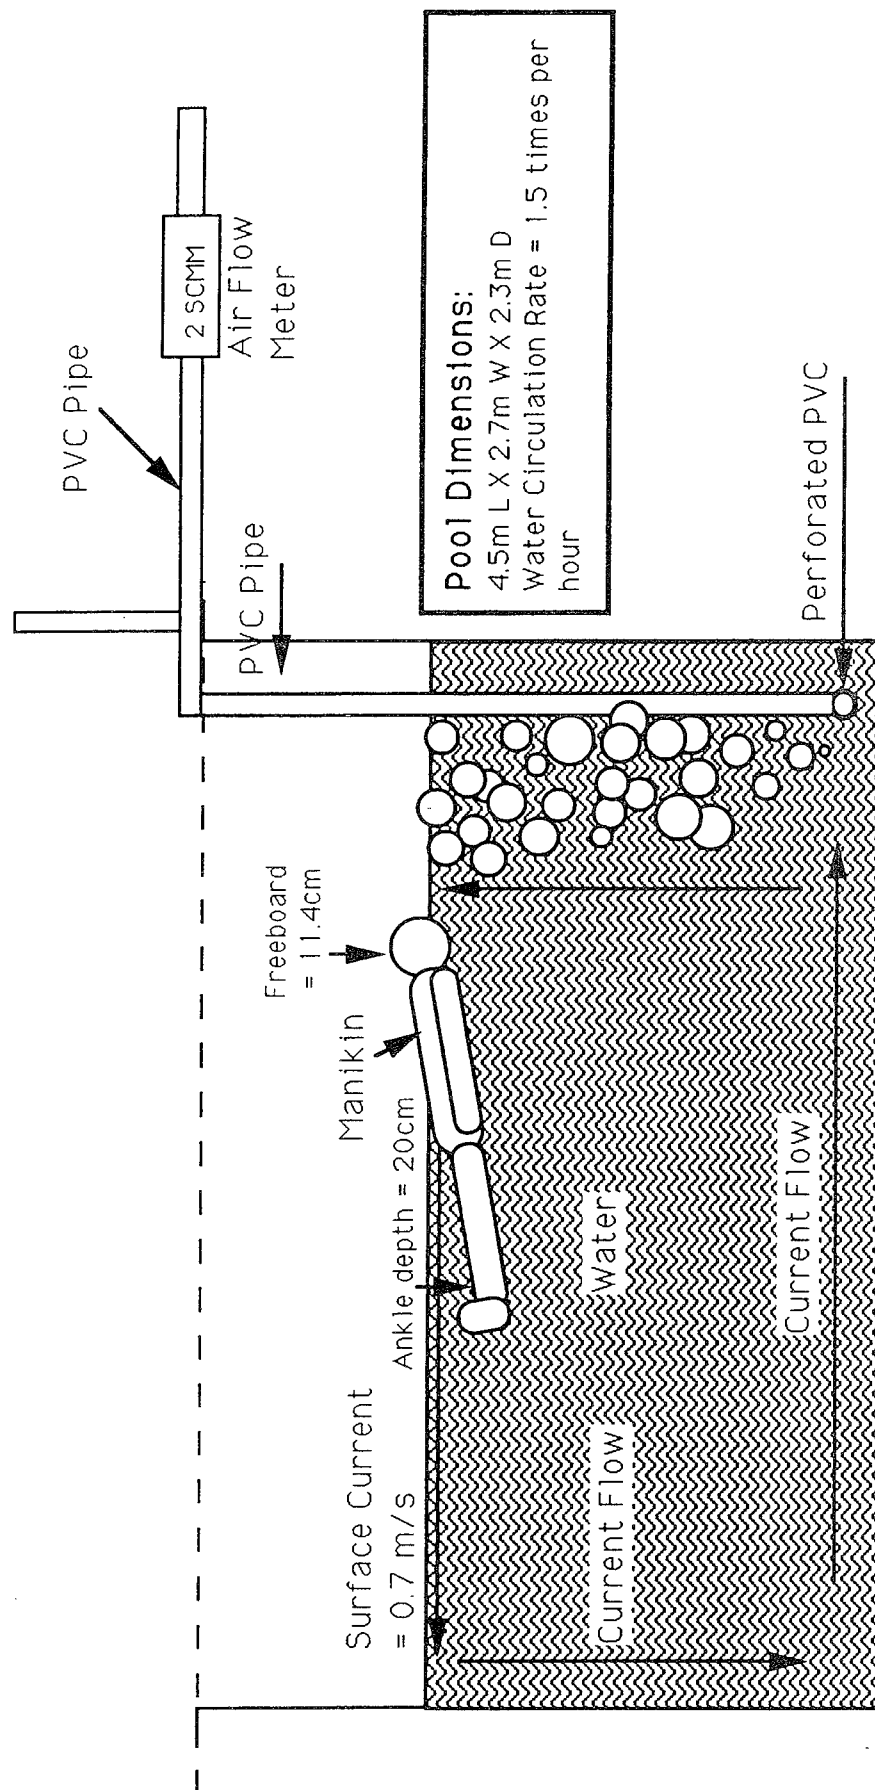 PVC Pipe
2 SCMM
Air Flow
Meter
PVC Pipe
Pool Dimensions:
4.5m L X 2.7m W X 2.3m D
Water Circulation Rate = 1.5 times per
hour
Perforated PVC
Freeboard
= 11.4cm
Manikin
Ankle depth = 20cm
Surface Current
= 0.7 m/s
Water
Current Flow
Current Flow